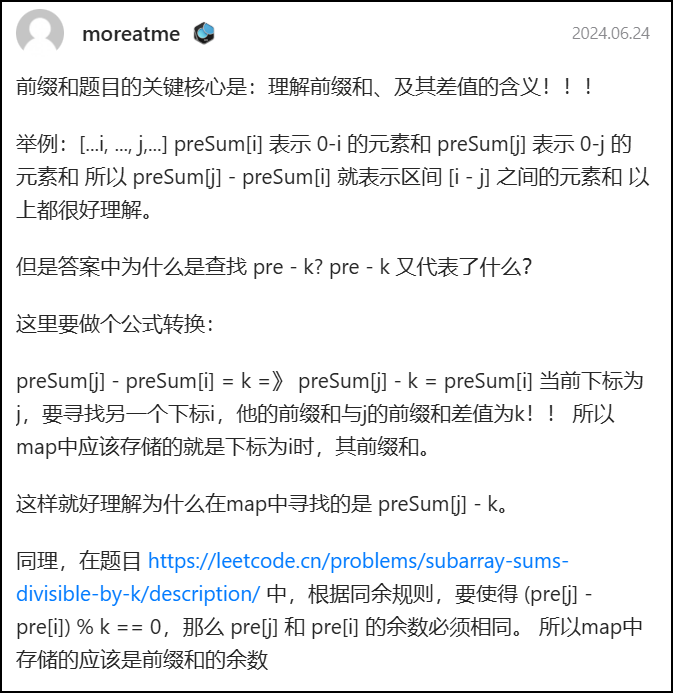 moreatme 2024.06.24
前缀和题目的关键核心是：理解前缀和、及其差值的含义！！！
举例：[...i, ..., j,...] preSum[i] 表示 0-i 的元素和 preSum[j] 表示 0-j 的
元素和 所以 preSum[j] - preSum[i] 就表示区间 [i - j] 之间的元素和 以
上都很好理解。
但是答案中为什么是查找 pre - k? pre - k 又代表了什么?
这里要做个公式转换：
preSum[j] - preSum[i] = k =》 preSum[j] - k = preSum[i] 当前下标为
j，要寻找另一个下标i，他的前缀和与j的前缀和差值为k！！ 所以
map中应该存储的就是下标为i时，其前缀和。
这样就好理解为什么在map中寻找的是 preSum[j] - k。
同理，在题目 https://leetcode.cn/problems/subarray-sums-
divisible-by-k/description/ 中，根据同余规则，要使得 (pre[j] -
pre[i]) % k == 0，那么 pre[j] 和 pre[i] 的余数必须相同。 所以map中
存储的应该是前缀和的余数